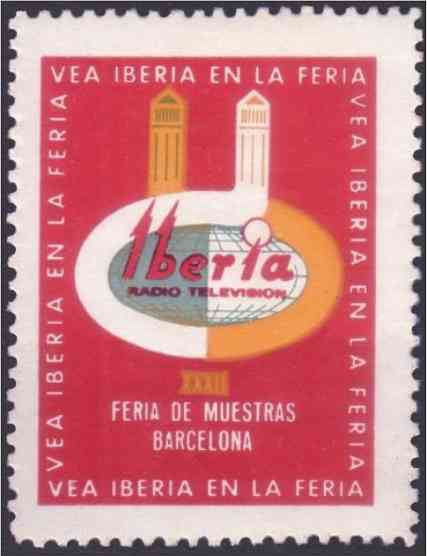 VEA IBERIA EN LA FERIA
VEA IBERIA EN LA FERIA
VEA IBERIA EN LA FERIA
Iberia
RADIO TELEVISION
XXXII
FERIA DE MUESTRAS
BARCELONA
VEA IBERIA EN LA FERIA